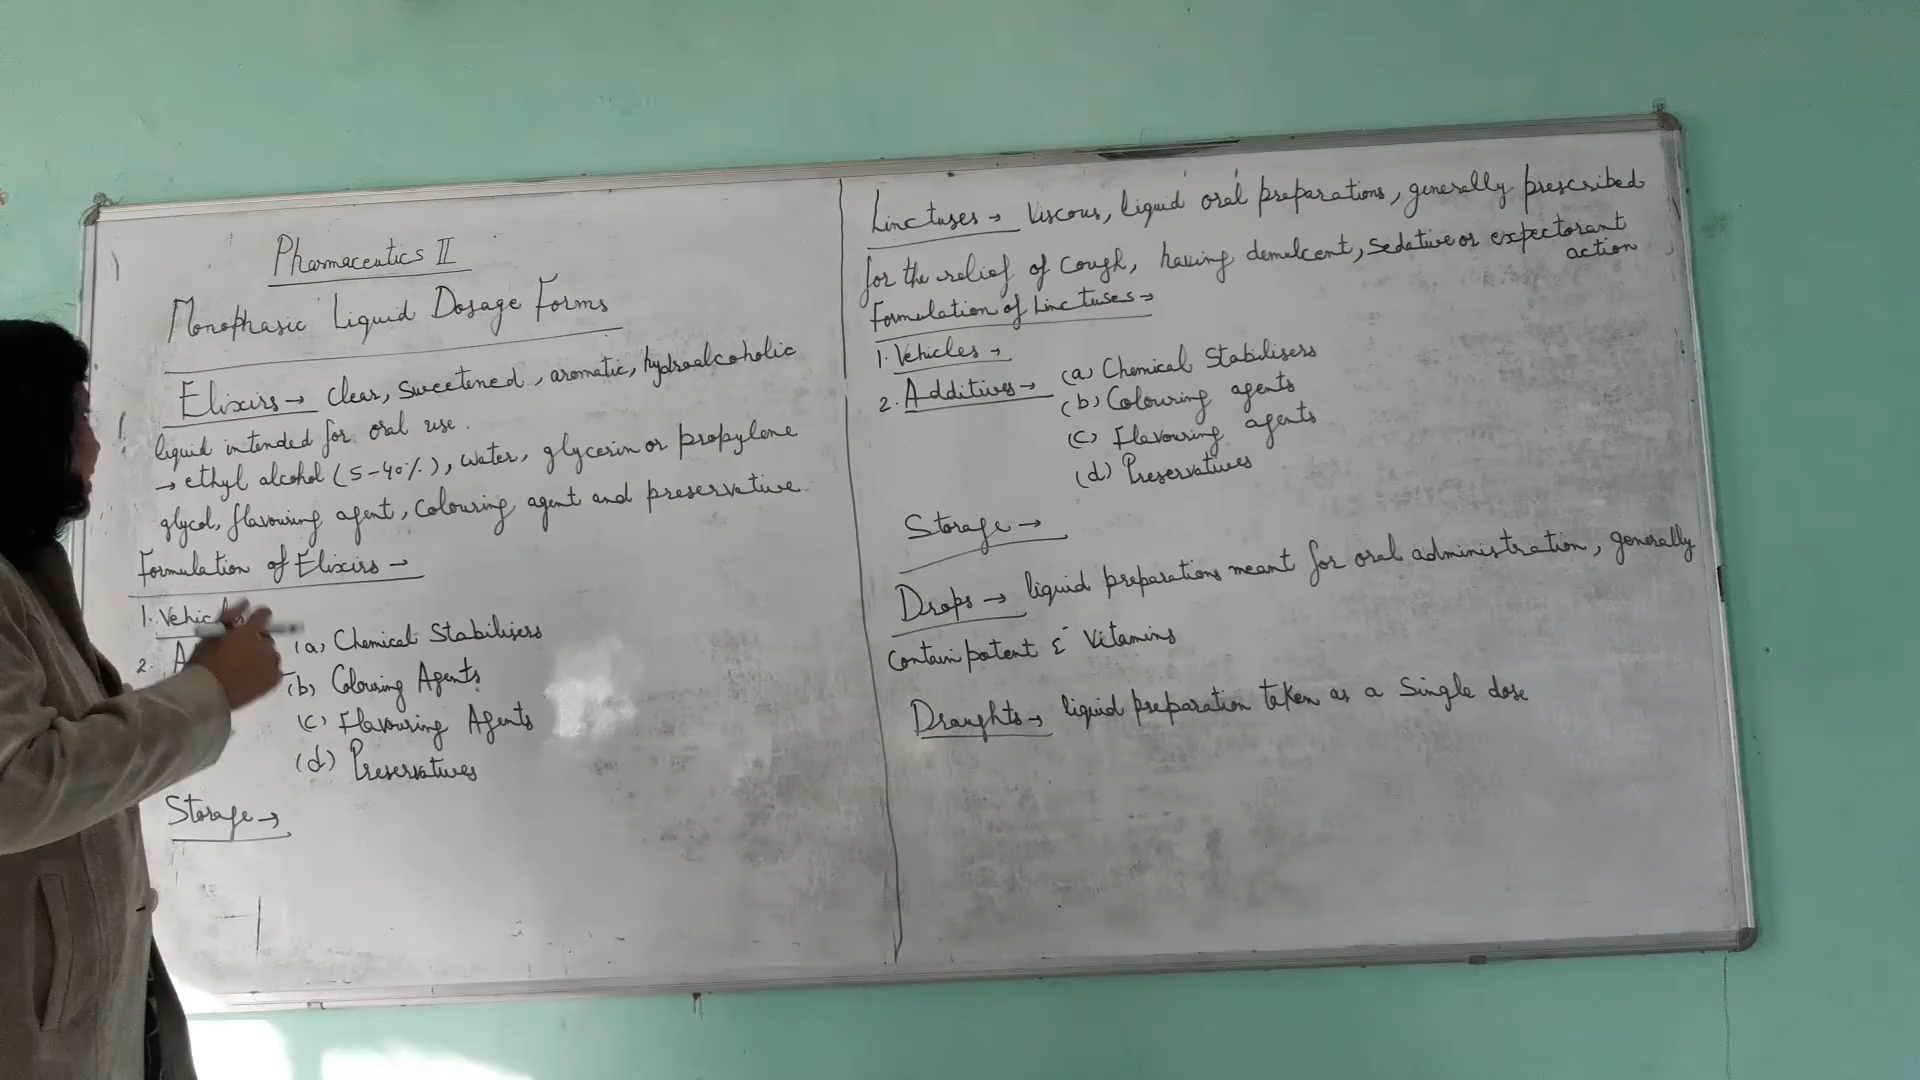 Pharmaceutics II
Monophasic Liquid Dosage Forms
Elixirs → Clear, sweetened, aromatic, hydroalcoholic
liquid intended for oral use.
→ ethyl alcohol (5-40%), water, glycerin or propylene
glycol, flavouring agent, colouring agent and preservative.
Formulation of Elixirs →
1. Vehicles
2. A
(a) Chemical Stabilisers
(b) Colouring Agents
(c) Flavouring Agents
(d) Preservatives
Storage →
Linctuses → Viscous, liquid oral preparations, generally prescribed
for the relief of cough, having demulcent, sedative or expectorant
action
Formulation of Linctuses →
1. Vehicles →
2. Additives → (a) Chemical Stabilisers
(b) Colouring agents
(c) Flavouring agents
(d) Preservatives
Storage →
Drops → liquid preparations meant for oral administration, generally
contain potent & Vitamins
Draughts → liquid preparation taken as a single dose